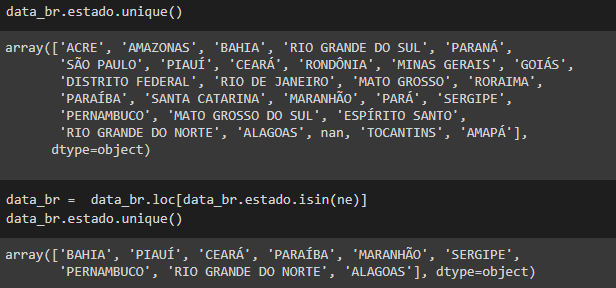 data_br.estado.unique()
array(['ACRE', 'AMAZONAS', 'BAHIA', 'RIO GRANDE DO SUL', 'PARANÁ',
'SÃO PAULO', 'PIAUÍ', 'CEARÁ', 'RONDÔNIA', 'MINAS GERAIS', 'GOIÁS',
'DISTRITO FEDERAL', 'RIO DE JANEIRO', 'MATO GROSSO', 'RORAIMA',
'PARAÍBA', 'SANTA CATARINA', 'MARANHÃO', 'PARÁ', 'SERGIPE',
'PERNAMBUCO', 'MATO GROSSO DO SUL', 'ESPÍRITO SANTO',
'RIO GRANDE DO NORTE', 'ALAGOAS', nan, 'TOCANTINS', 'AMAPÁ'],
dtype=object)
data_br =  data_br.loc[data_br.estado.isin(ne)]
data_br.estado.unique()
array(['BAHIA', 'PIAUÍ', 'CEARÁ', 'PARAÍBA', 'MARANHÃO', 'SERGIPE',
'PERNAMBUCO', 'RIO GRANDE DO NORTE', 'ALAGOAS'], dtype=object)